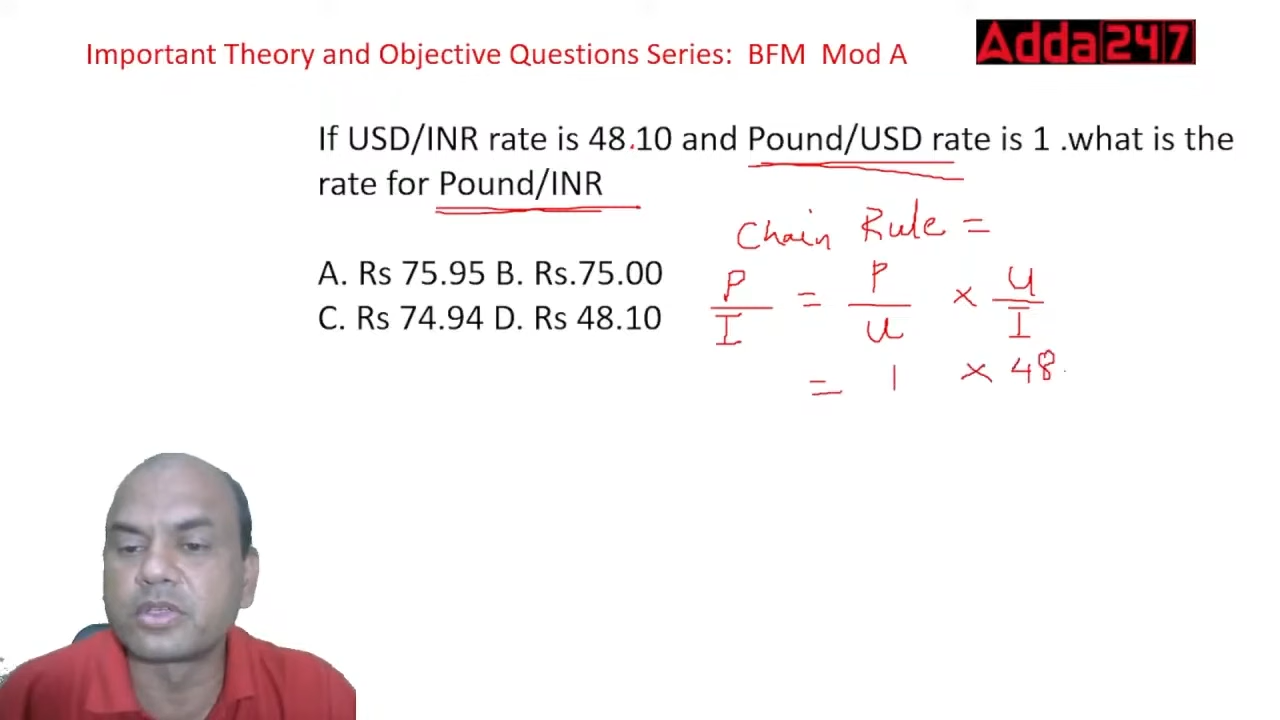 Important Theory and Objective Questions Series: BFM Mod A
Adda 247
If USD/INR rate is 48.10 and Pound/USD rate is 1 .what is the
rate for Pound/INR
Chain Rule =
A. Rs 75.95 B. Rs.75.00
C. Rs 74.94 D. Rs 48.10
P/I = P/U × U/I
= 1 × 48.